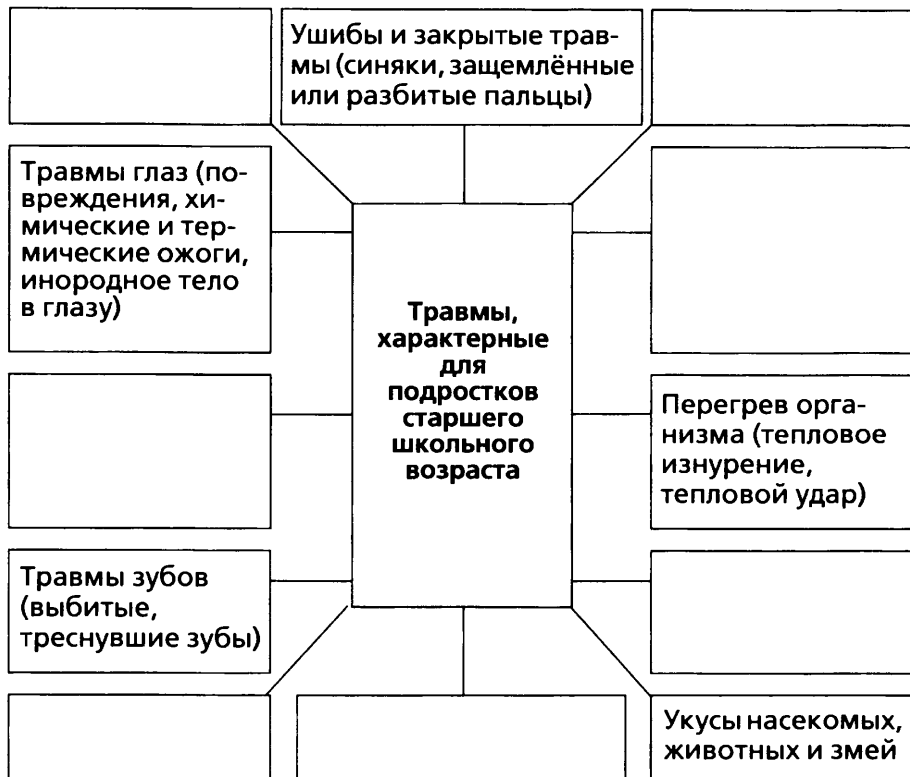 Ушибы и закрытые трав-
мы (синяки, защемлённые
или разбитые пальцы)
Травмы глаз (по-
вреждения, хи-
мические и тер-
мические ожоги,
инородное тело
в глазу)
Травмы,
характерные
для
подростков
старшего
школьного
возраста
Перегрев орга-
низма (тепловое
изнурение,
тепловой удар)
Травмы зубов
(выбитые,
треснувшие зубы)
Укусы насекомых,
животных и змей